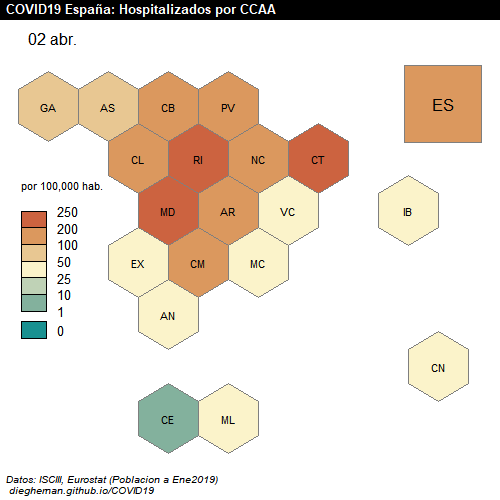 COVID19 España: Hospitalizados por CCAA
02 abr.
ES
GA AS CB PV
CL RI NC CT
por 100,000 hab.
MD AR VC IB
250
200
100
50
25
10
1
0
EX CM MC
AN
CN
CE ML
Datos: ISCIII, Eurostat (Poblacion a Ene2019)
diegheman.github.io/COVID19